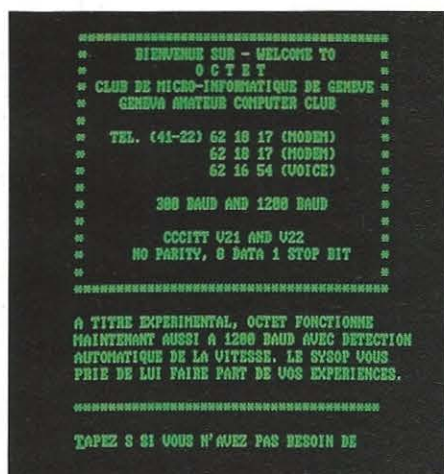 ************************************
* BIENVENUE SUR - WELCOME TO *
* O C T E T *
* CLUB DE MICRO-INFORMATIQUE DE GENEVE *
* GENEVA AMATEUR COMPUTER CLUB *
* *
* TEL. (41-22) 62 18 17 (MODEM) *
* 62 18 17 (MODEM) *
* 62 16 54 (VOICE) *
* *
* 300 BAUD AND 1200 BAUD *
* *
* CCCITT V21 AND V22 *
* NO PARITY, 8 DATA 1 STOP BIT *
* *
************************************
A TITRE EXPERIMENTAL, OCTET FONCTIONNE
MAINTENANT AUSSI A 1200 BAUD AVEC DETECTION
AUTOMATIQUE DE LA VITESSE. LE SYSOP VOUS
PRIE DE LUI FAIRE PART DE VOS EXPERIENCES.
************************************
TAPEZ S SI VOUS N'AVEZ PAS BESOIN DE